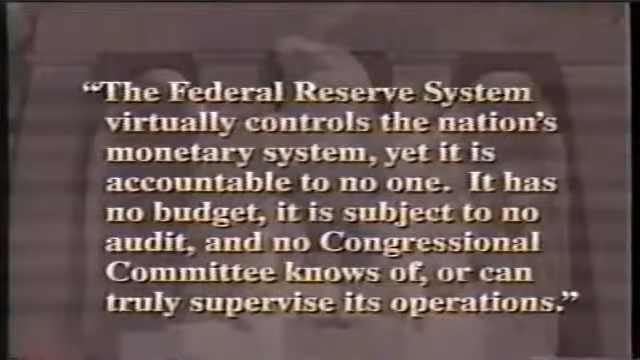 “The Federal Reserve System
virtually controls the nation’s
monetary system, yet it is
accountable to no one. It has
no budget, it is subject to no
audit, and no Congressional
Committee knows of, or can
truly supervise its operations.”